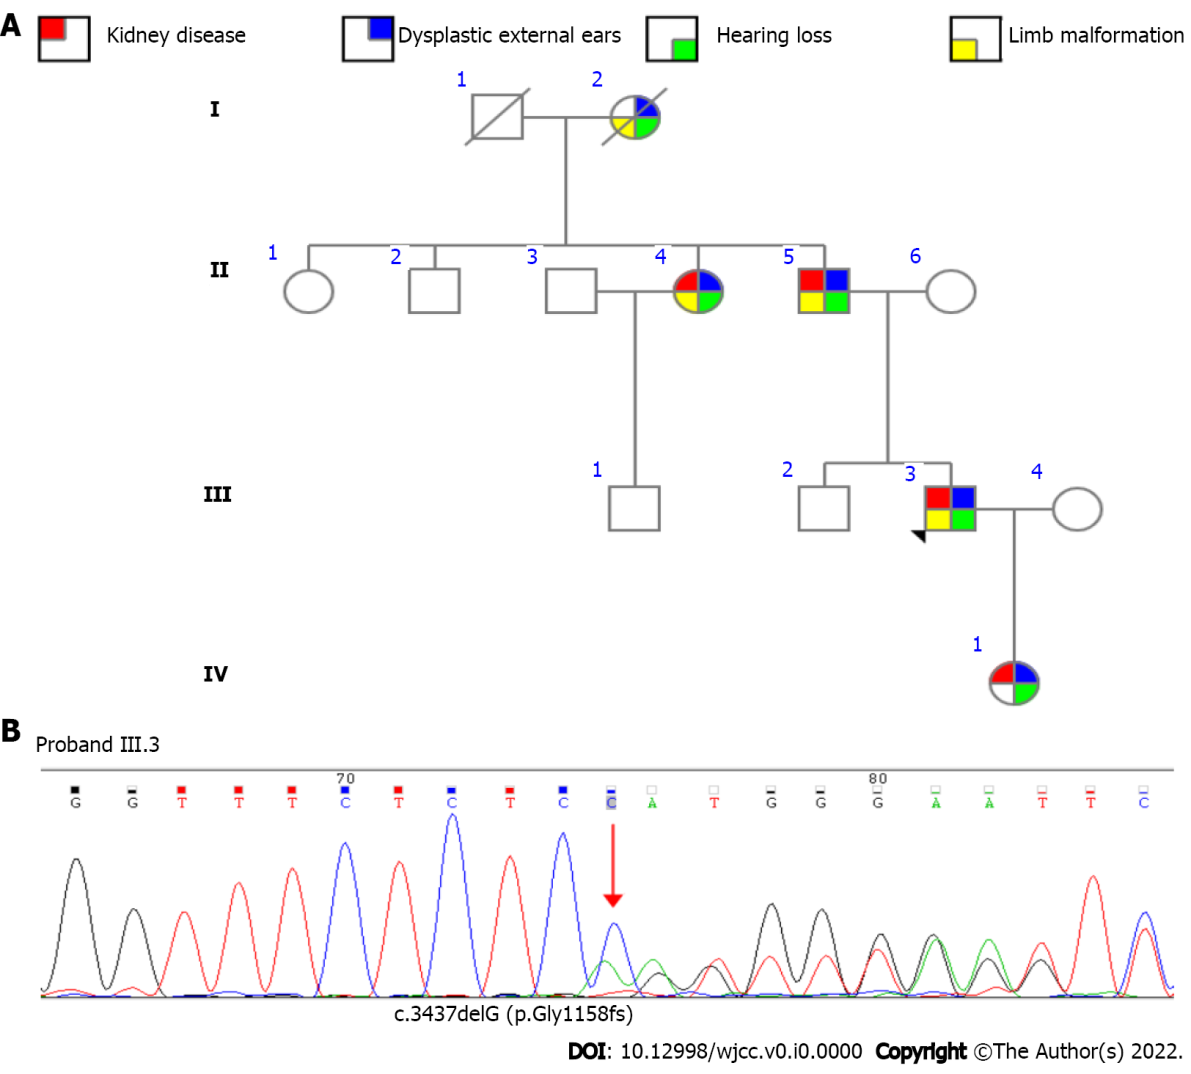 A
Kidney disease
Dysplastic external ears
Hearing loss
Limb malformation
1 2
I
1 2 3 4 5 6
II
1 2 3 4
III
1
IV
B
Proband III.3
70 80
G G T T T C T C T C C A T G G G A A T T C
c.3437delG (p.Gly1158fs)
DOI: 10.12998/wjcc.v0.i0.0000 Copyright ©The Author(s) 2022.